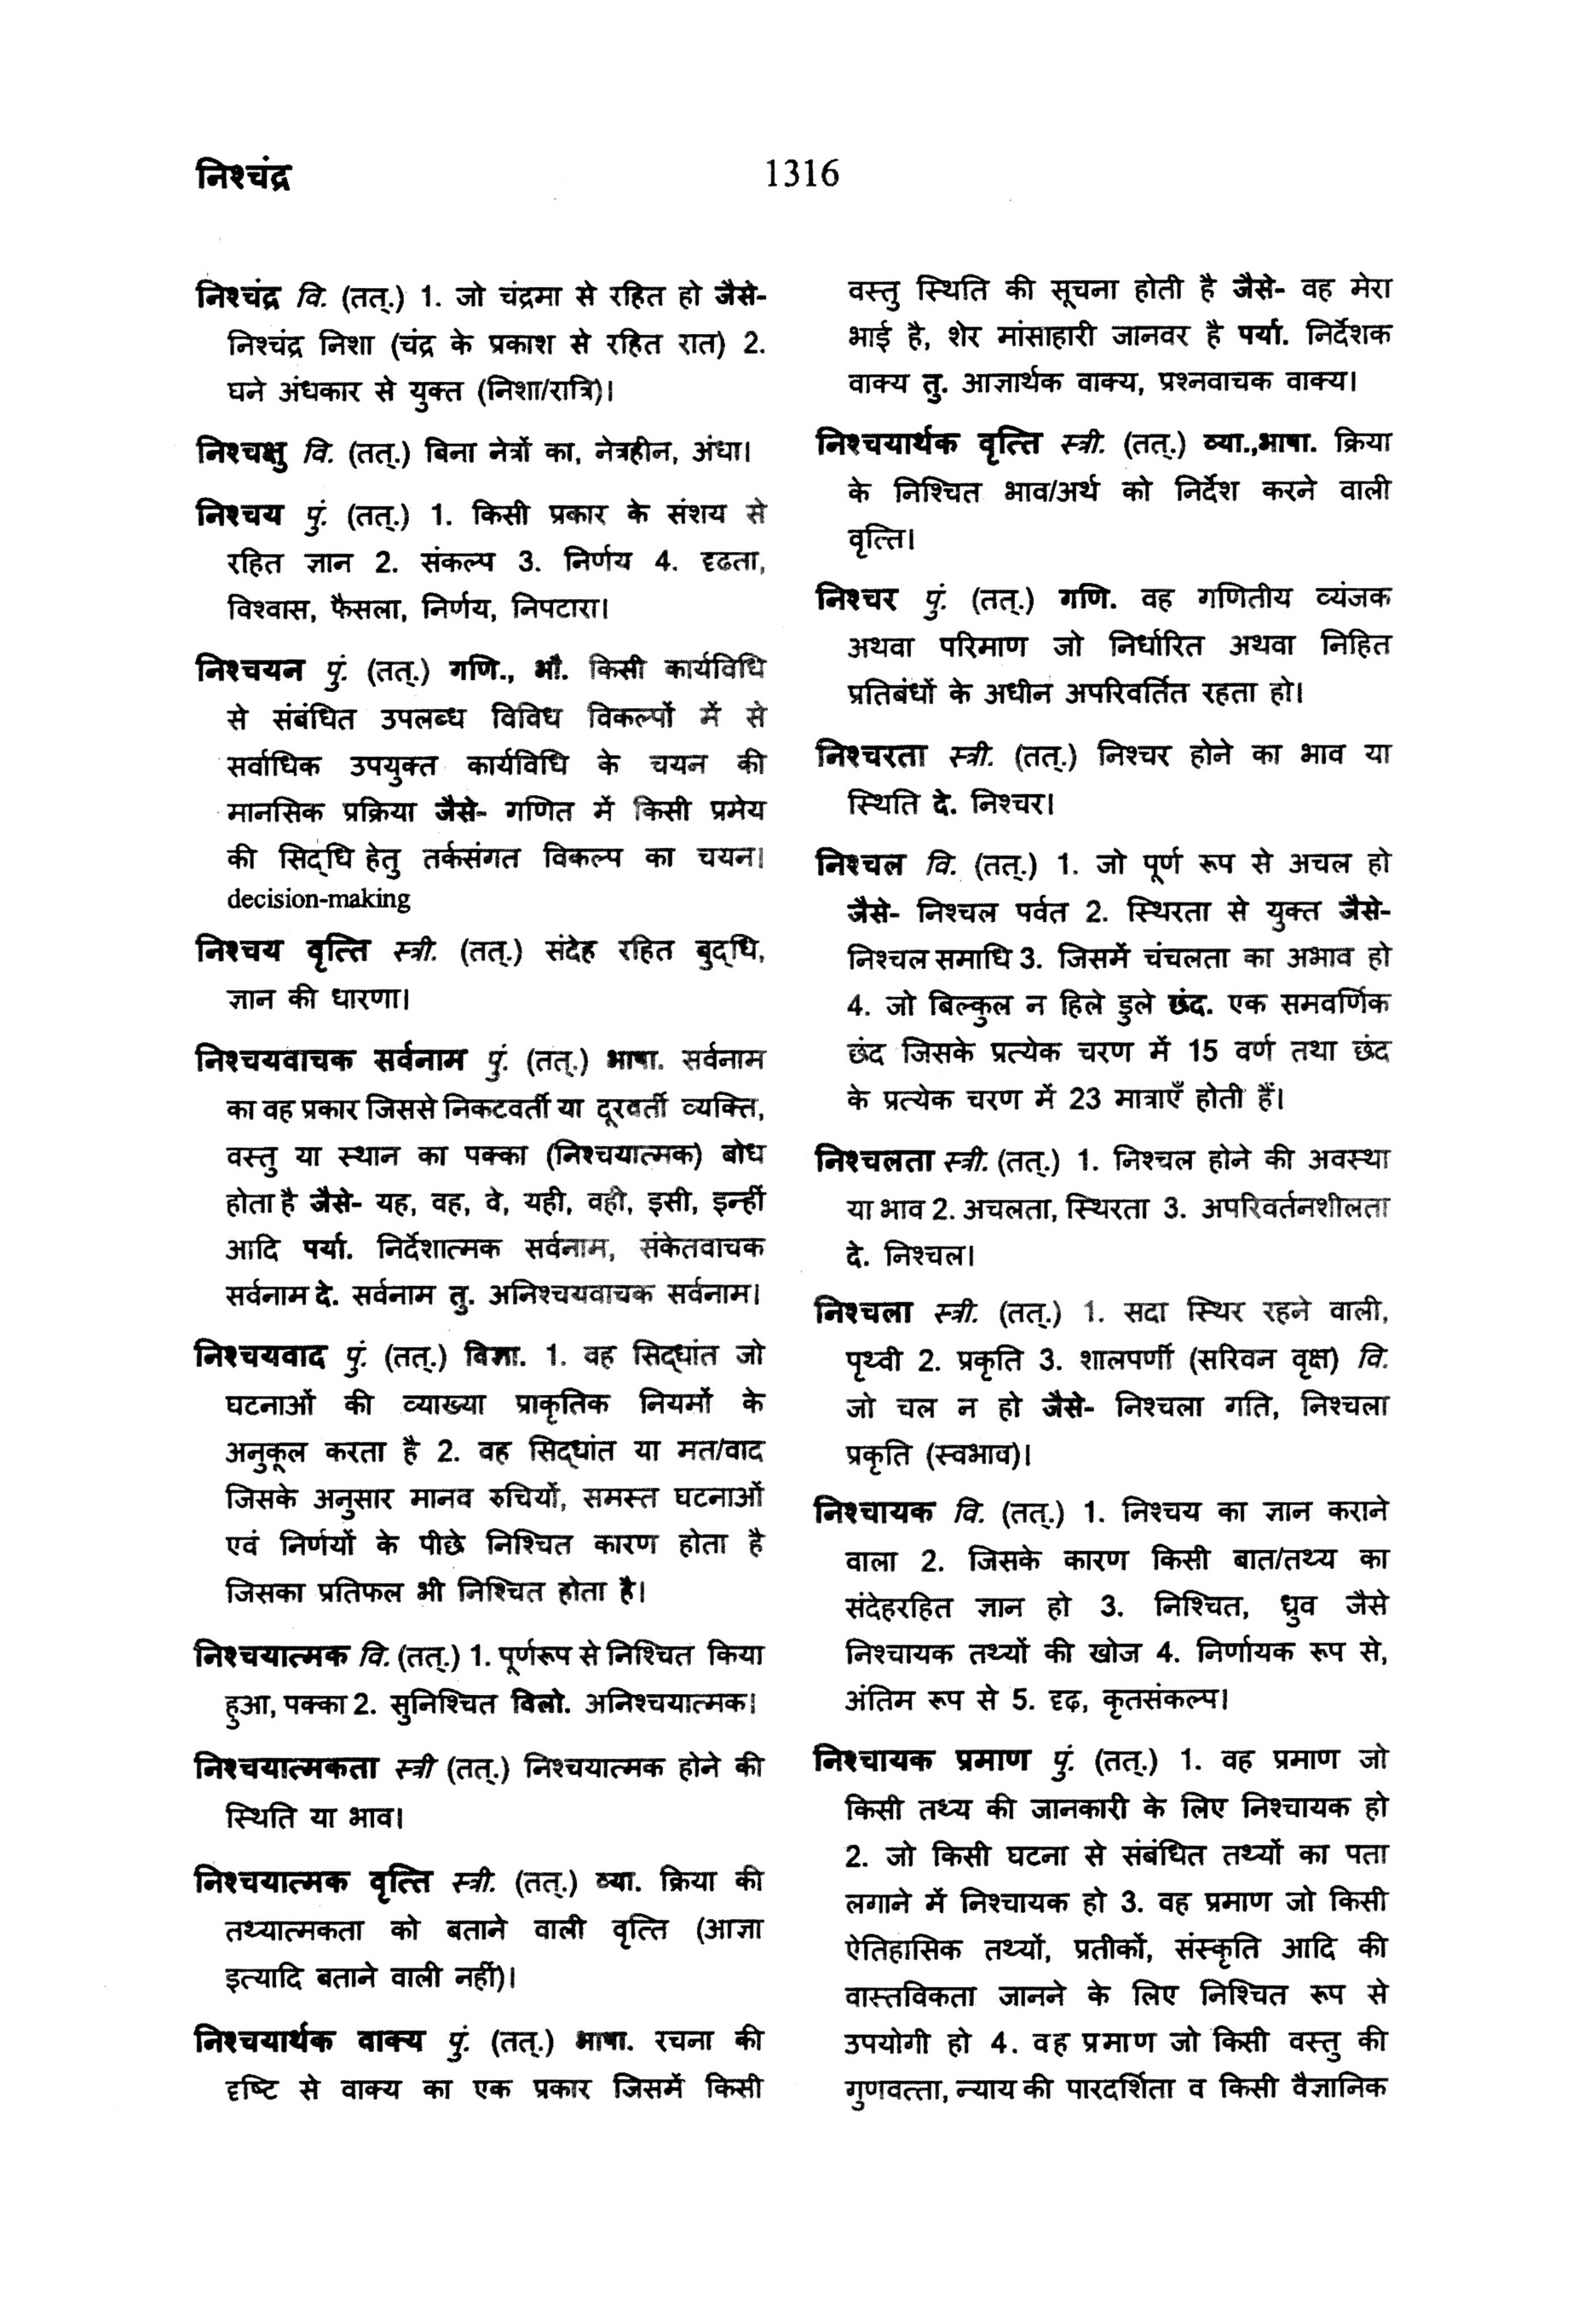 निश्चंद्र
1316
निश्चंद्र वि. (तत्.) 1. जो चंद्रमा से रहित हो जैसे-
निश्चंद्र निशा (चंद्र के प्रकाश से रहित रात) 2.
घने अंधकार से युक्त (निशा/रात्रि)।
निश्चक्षु वि. (तत्.) बिना नेत्रों का, नेत्रहीन, अंधा।
निश्चय पुं. (तत्.) 1. किसी प्रकार के संशय से
रहित ज्ञान 2. संकल्प 3. निर्णय 4. दृढता,
विश्वास, फैसला, निर्णय, निपटारा।
निश्चयन पुं. (तत्.) गणि., भौ. किसी कार्यविधि
से संबंधित उपलब्ध विविध विकल्पों में से
सर्वाधिक उपयुक्त कार्यविधि के चयन की
मानसिक प्रक्रिया जैसे- गणित में किसी प्रमेय
की सिद्धि हेतु तर्कसंगत विकल्प का चयन।
decision-making
निश्चय वृत्ति स्त्री. (तत्.) संदेह रहित बुद्धि,
ज्ञान की धारणा।
निश्चयवाचक सर्वनाम पुं. (तत्.) भाषा. सर्वनाम
का वह प्रकार जिससे निकटवर्ती या दूरवर्ती व्यक्ति,
वस्तु या स्थान का पक्का (निश्चयात्मक) बोध
होता है जैसे- यह, वह, वे, यही, वही, इसी, इन्हीं
आदि पर्या. निर्देशात्मक सर्वनाम, संकेतवाचक
सर्वनाम दे. सर्वनाम तु. अनिश्चयवाचक सर्वनाम।
निश्चयवाद पुं. (तत्.) विज्ञा. 1. वह सिद्धांत जो
घटनाओं की व्याख्या प्राकृतिक नियमों के
अनुकूल करता है 2. वह सिद्धांत या मत/वाद
जिसके अनुसार मानव रुचियों, समस्त घटनाओं
एवं निर्णयों के पीछे निश्चित कारण होता है
जिसका प्रतिफल भी निश्चित होता है।
निश्चयात्मक वि. (तत्.) 1. पूर्णरूप से निश्चित किया
हुआ, पक्का 2. सुनिश्चित विलो. अनिश्चयात्मक।
निश्चयात्मकता स्त्री (तत्.) निश्चयात्मक होने की
स्थिति या भाव।
निश्चयात्मक वृत्ति स्त्री. (तत्.) व्या. क्रिया की
तथ्यात्मकता को बताने वाली वृत्ति (आज्ञा
इत्यादि बताने वाली नहीं)।
निश्चयार्थक वाक्य पुं. (तत्.) भाषा. रचना की
दृष्टि से वाक्य का एक प्रकार जिसमें किसी
वस्तु स्थिति की सूचना होती है जैसे- वह मेरा
भाई है, शेर मांसाहारी जानवर है पर्या. निर्देशक
वाक्य तु. आज्ञार्थक वाक्य, प्रश्नवाचक वाक्य।
निश्चयार्थक वृत्ति स्त्री. (तत्.) व्या.,भाषा. क्रिया
के निश्चित भाव/अर्थ को निर्देश करने वाली
वृत्ति।
निश्चर पुं. (तत्.) गणि. वह गणितीय व्यंजक
अथवा परिमाण जो निर्धारित अथवा निहित
प्रतिबंधों के अधीन अपरिवर्तित रहता हो।
निश्चरता स्त्री. (तत्.) निश्चर होने का भाव या
स्थिति दे. निश्चर।
निश्चल वि. (तत्.) 1. जो पूर्ण रूप से अचल हो
जैसे- निश्चल पर्वत 2. स्थिरता से युक्त जैसे-
निश्चल समाधि 3. जिसमें चंचलता का अभाव हो
4. जो बिल्कुल न हिले डुले छंद. एक समवर्णिक
छंद जिसके प्रत्येक चरण में 15 वर्ण तथा छंद
के प्रत्येक चरण में 23 मात्राएँ होती हैं।
निश्चलता स्त्री. (तत्.) 1. निश्चल होने की अवस्था
या भाव 2. अचलता, स्थिरता 3. अपरिवर्तनशीलता
दे. निश्चल।
निश्चला स्त्री. (तत्.) 1. सदा स्थिर रहने वाली,
पृथ्वी 2. प्रकृति 3. शालपर्णी (सरिवन वृक्ष) वि.
जो चल न हो जैसे- निश्चला गति, निश्चला
प्रकृति (स्वभाव)।
निश्चायक वि. (तत्.) 1. निश्चय का ज्ञान कराने
वाला 2. जिसके कारण किसी बात/तथ्य का
संदेहरहित ज्ञान हो 3. निश्चित, ध्रुव जैसे
निश्चायक तथ्यों की खोज 4. निर्णायक रूप से,
अंतिम रूप से 5. दृढ़, कृतसंकल्प।
निश्चायक प्रमाण पुं. (तत्.) 1. वह प्रमाण जो
किसी तथ्य की जानकारी के लिए निश्चायक हो
2. जो किसी घटना से संबंधित तथ्यों का पता
लगाने में निश्चायक हो 3. वह प्रमाण जो किसी
ऐतिहासिक तथ्यों, प्रतीकों, संस्कृति आदि की
वास्तविकता जानने के लिए निश्चित रूप से
उपयोगी हो 4. वह प्रमाण जो किसी वस्तु की
गुणवत्ता, न्याय की पारदर्शिता व किसी वैज्ञानिक